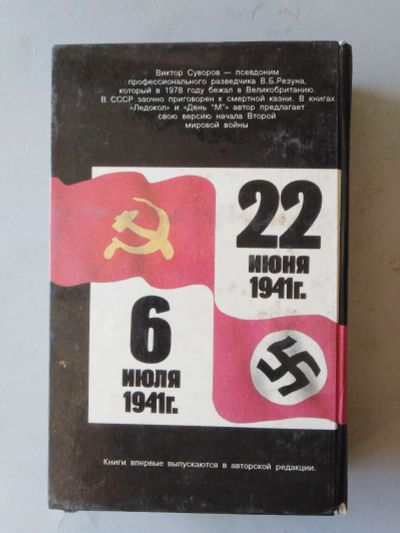 Виктор Суворов — псевдоним
профессионального разведчика В.Б.Резуна,
который в 1978 году бежал в Великобританию.
В СССР заочно приговорен к смертной казни. В книгах
«Ледокол» и «День "М"» автор предлагает
свою версию начала Второй
мировой войны
22
июня
1941г.
6
июля
1941г.
Книги впервые выпускаются в авторской редакции.